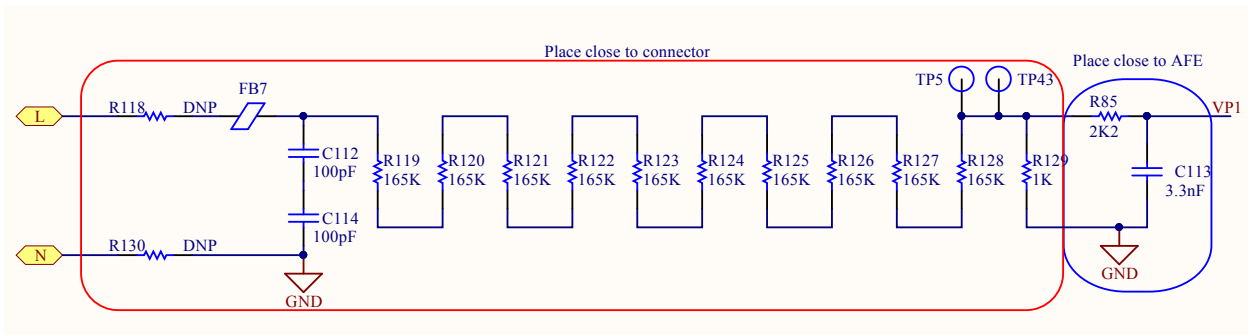 Place close to connector
Place close to AFE
FB7
TP5
TP43
L
R118
DNP
R85
2K2
VP1
C112
100pF
R119
165K
R120
165K
R121
165K
R122
165K
R123
165K
R124
165K
R125
165K
R126
165K
R127
165K
R128
165K
R129
1K
C113
3.3nF
C114
100pF
N
R130
DNP
GND
GND